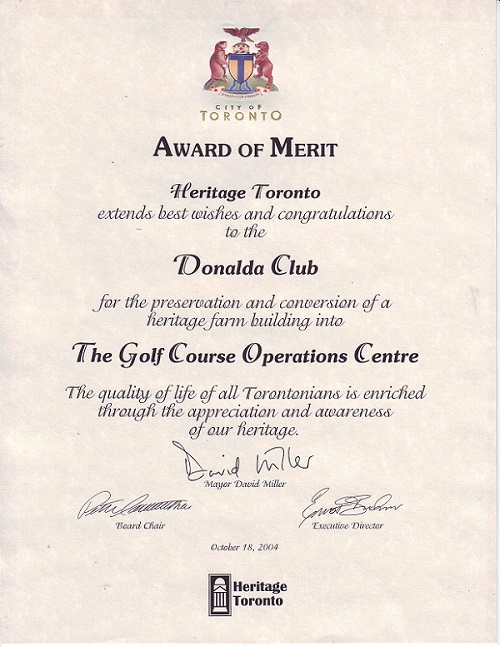 CITY OF
TORONTO
AWARD OF MERIT
Heritage Toronto
extends best wishes and congratulations
to the
Donalda Club
for the preservation and conversion of a
heritage farm building into
The Golf Course Operations Centre
The quality of life of all Torontonians is enriched
through the appreciation and awareness
of our heritage.
David Miller
Mayor David Miller
Board Chair
Executive Director
October 18, 2004
Heritage
Toronto